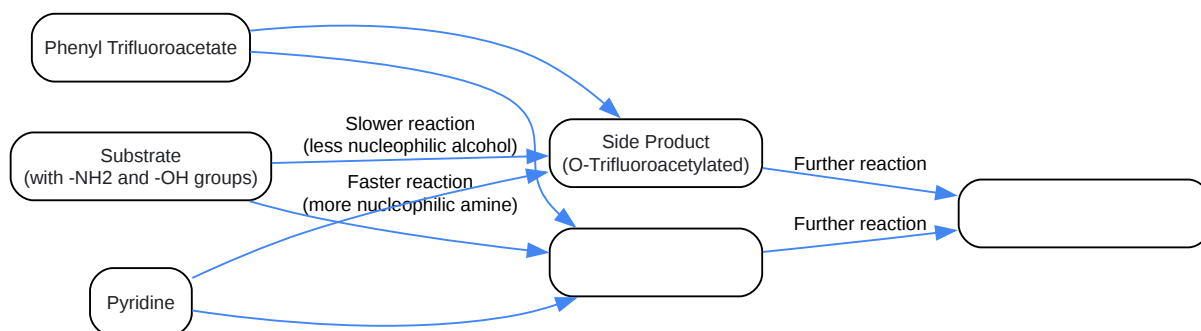 Phenyl Trifluoroacetate
Substrate
(with -NH2 and -OH groups)
Pyridine
Slower reaction
(less nucleophilic alcohol)
Faster reaction
(more nucleophilic amine)
Side Product
(O-Trifluoroacetylated)
Further reaction
Further reaction